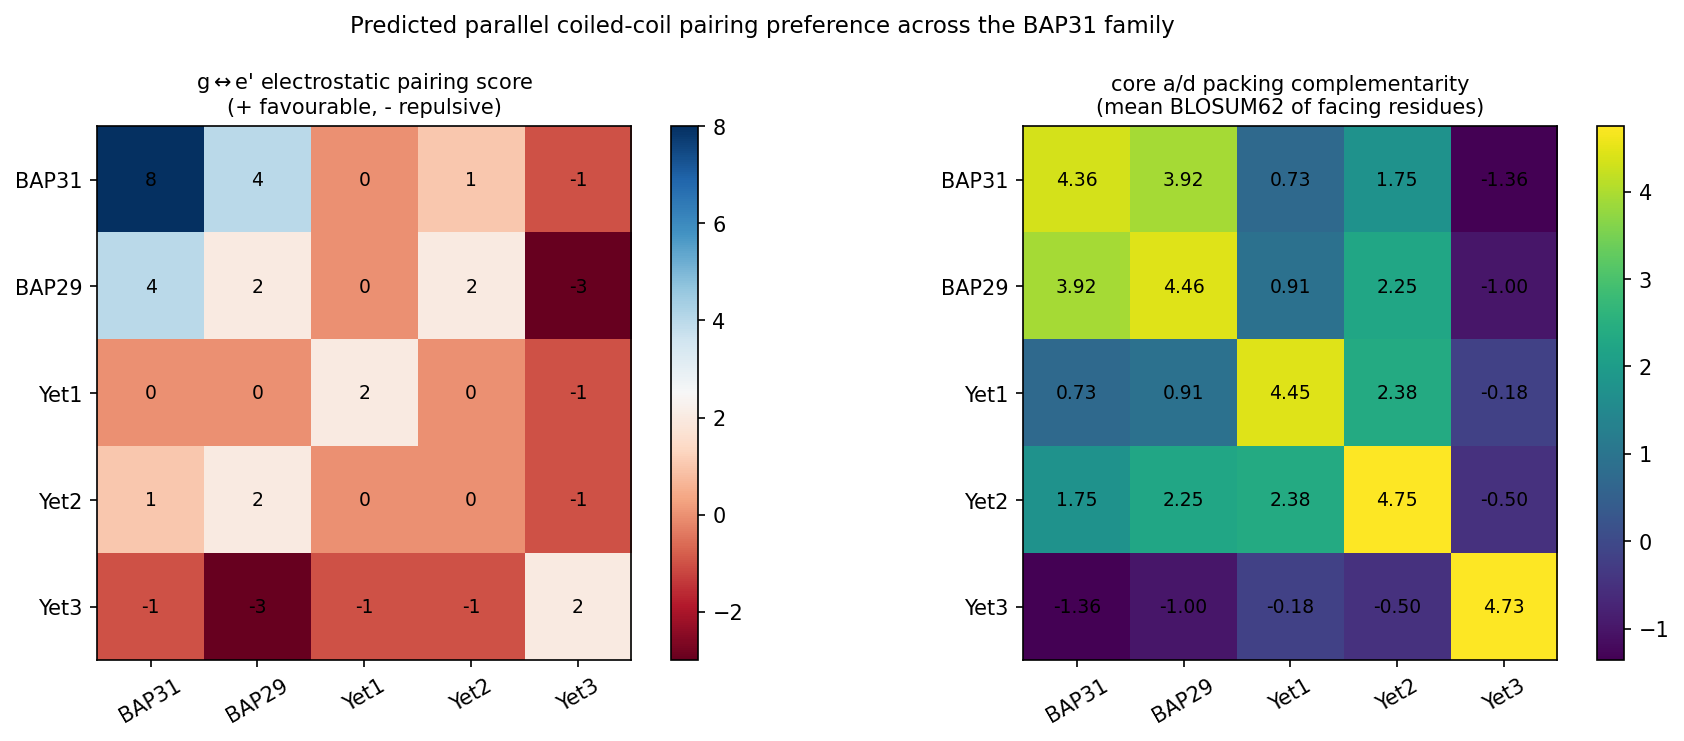 Predicted parallel coiled-coil pairing preference across the BAP31 family
g↔e' electrostatic pairing score
(+ favourable, - repulsive)
BAP31 8 4 0 1 -1
BAP29 4 2 0 2 -3
Yet1 0 0 2 0 -1
Yet2 1 2 0 0 -1
Yet3 -1 -3 -1 -1 2
BAP31 BAP29 Yet1 Yet2 Yet3
8
6
4
2
0
−2
core a/d packing complementarity
(mean BLOSUM62 of facing residues)
BAP31 4.36 3.92 0.73 1.75 -1.36
BAP29 3.92 4.46 0.91 2.25 -1.00
Yet1 0.73 0.91 4.45 2.38 -0.18
Yet2 1.75 2.25 2.38 4.75 -0.50
Yet3 -1.36 -1.00 -0.18 -0.50 4.73
BAP31 BAP29 Yet1 Yet2 Yet3
4
3
2
1
0
−1